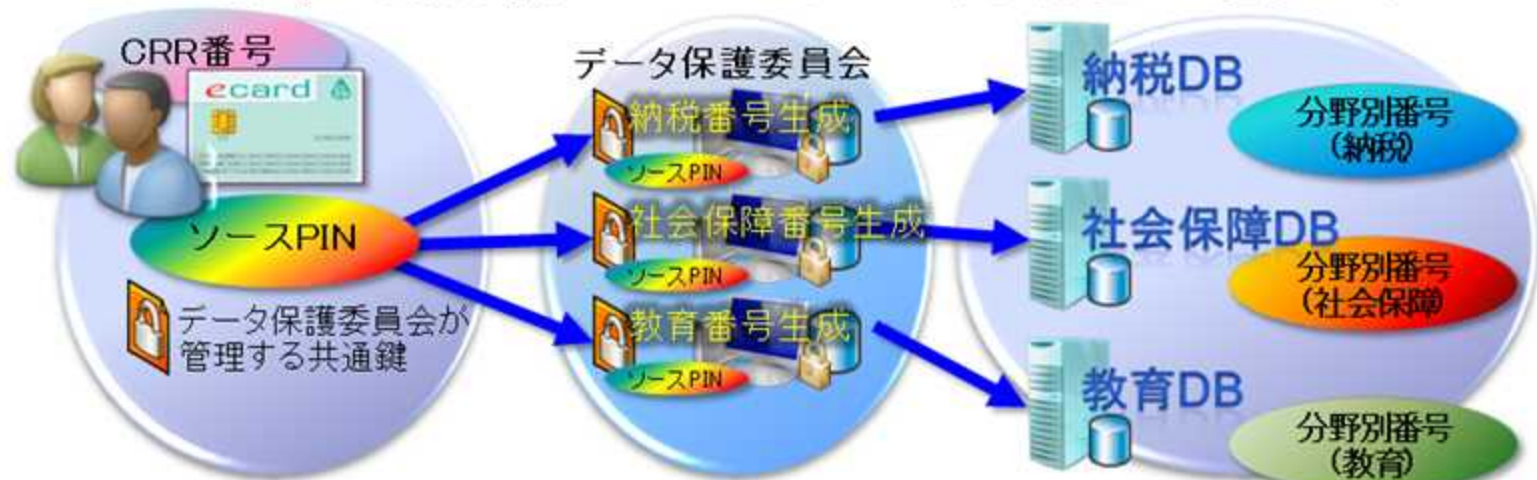 CRR番号
ecard
ソースPIN
データ保護委員会が
管理する共通鍵
データ保護委員会
納税番号生成
ソースPIN
社会保障番号生成
ソースPIN
教育番号生成
ソースPIN
納税DB
分野別番号
(納税)
社会保障DB
分野別番号
(社会保障)
教育DB
分野別番号
(教育)